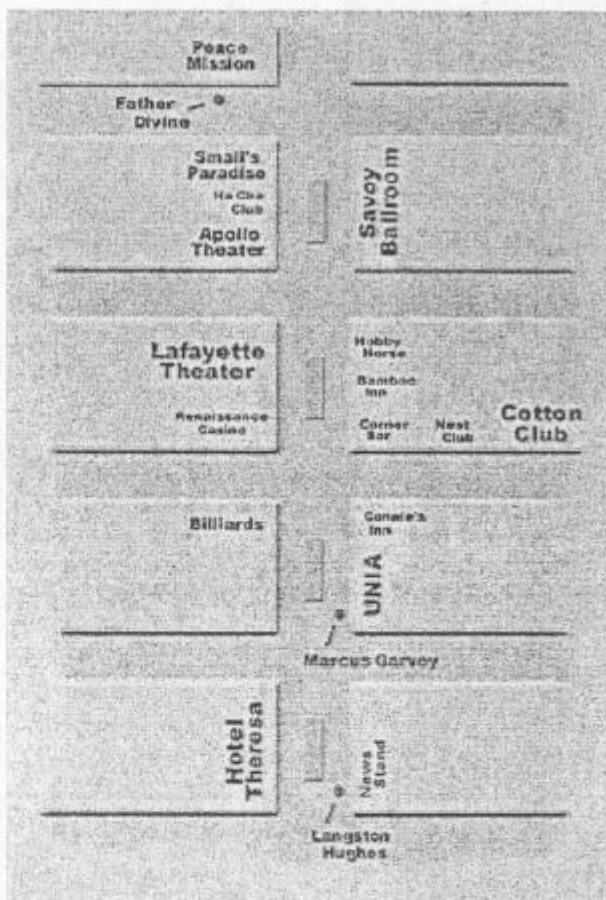 Peace
Mission
Father
Divine
Small's
Paradise
Ha Cha
Club
Apollo
Theater
Savoy
Ballroom
Lafayette
Theater
Renaissance
Casino
Hobby
Horse
Bamboo
Inn
Corner
Bar
Nest
Club
Cotton
Club
Billiards
Connie's
Inn
UNIA
Marcus Garvey
Hotel
Theresa
News
Stand
Langston
Hughes